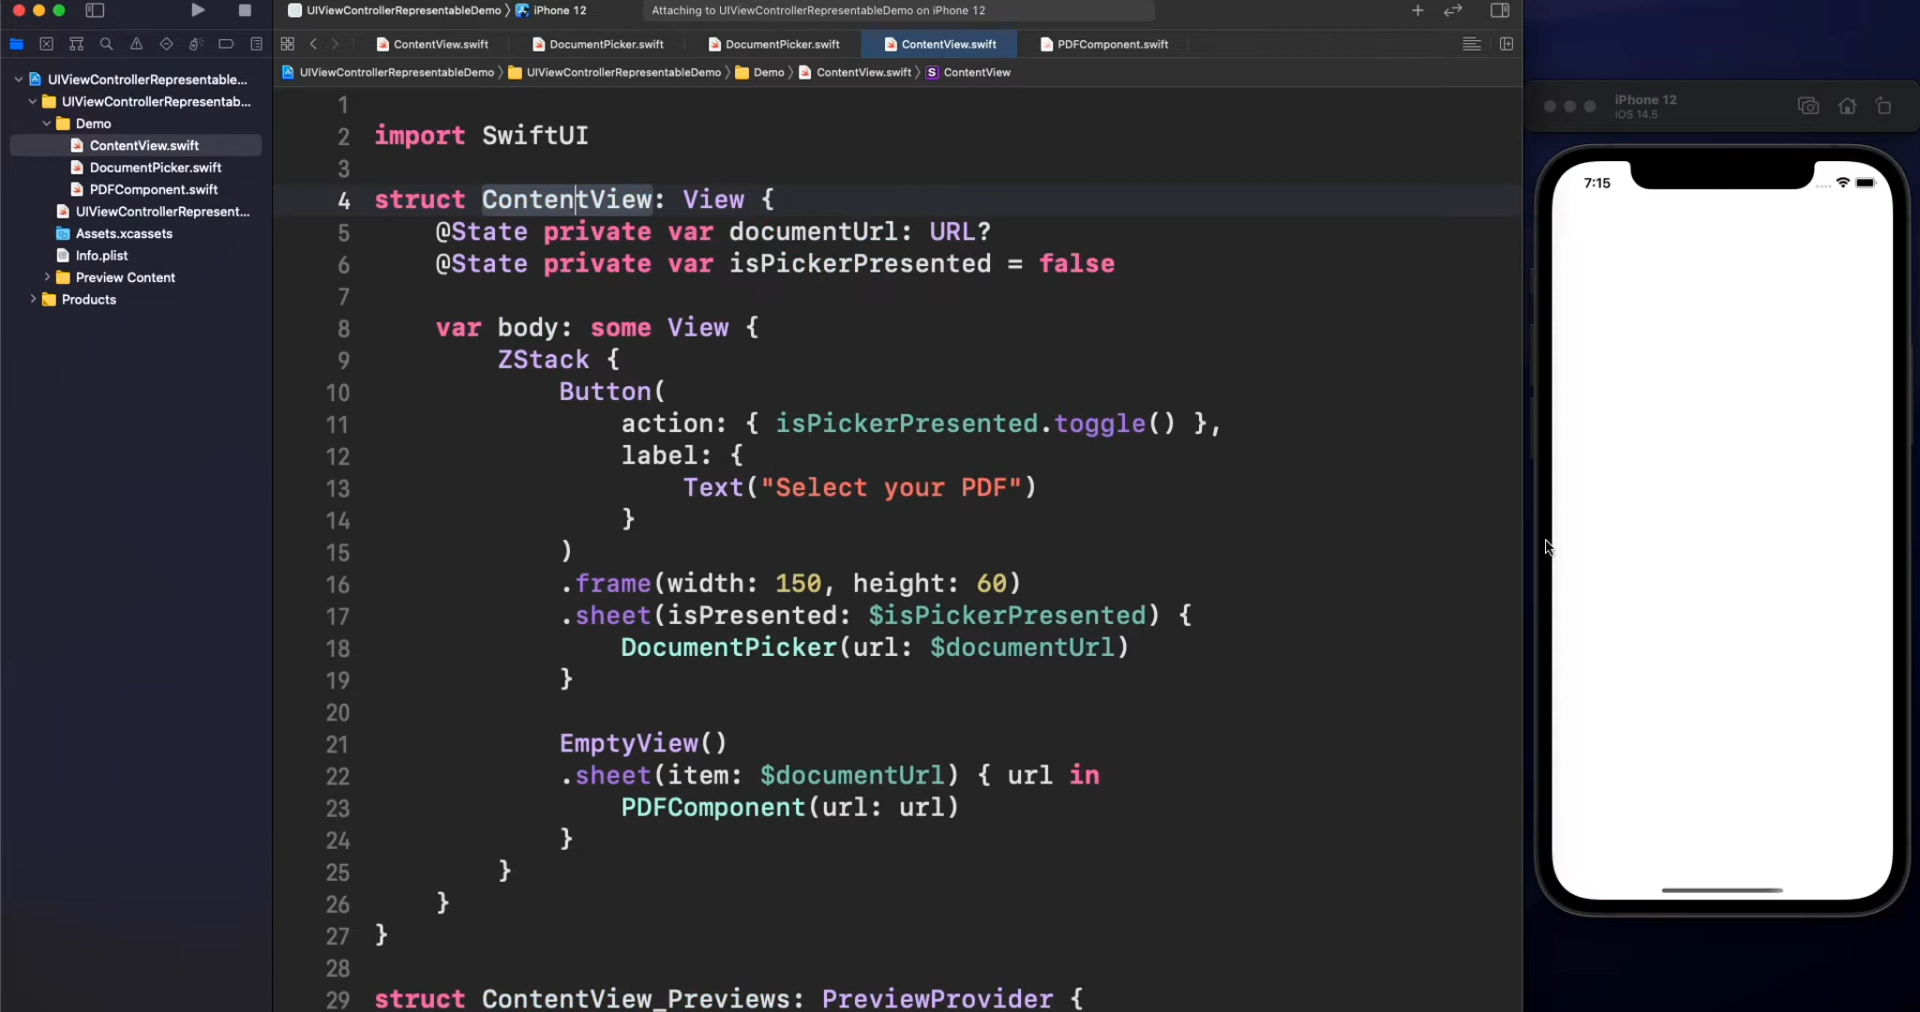 UIViewControllerRepresentableDemo 〉 iPhone 12
Attaching to UIViewControllerRepresentableDemo on iPhone 12
ContentView.swift
DocumentPicker.swift
DocumentPicker.swift
ContentView.swift
PDFComponent.swift
UIViewControllerRepresentableDemo 〉 UIViewControllerRepresentableDemo 〉 Demo 〉 ContentView.swift 〉 S ContentView
UIViewControllerRepresentable...
UIViewControllerRepresentab...
Demo
ContentView.swift
DocumentPicker.swift
PDFComponent.swift
UIViewControllerRepresent...
Assets.xcassets
Info.plist
Preview Content
Products
1
2 import SwiftUI
3
4 struct ContentView: View {
5 @State private var documentUrl: URL?
6 @State private var isPickerPresented = false
7
8 var body: some View {
9 ZStack {
10 Button(
11 action: { isPickerPresented.toggle() },
12 label: {
13 Text("Select your PDF")
14 }
15 )
16 .frame(width: 150, height: 60)
17 .sheet(isPresented: $isPickerPresented) {
18 DocumentPicker(url: $documentUrl)
19 }
20
21 EmptyView()
22 .sheet(item: $documentUrl) { url in
23 PDFComponent(url: url)
24 }
25 }
26 }
27 }
28
29 struct ContentView_Previews: PreviewProvider {
iPhone 12
iOS 14.5
7:15